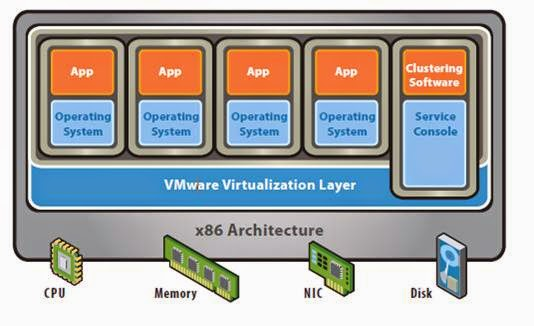 App
App
App
App
Clustering
Software
Operating
System
Operating
System
Operating
System
Operating
System
Service
Console
VMware Virtualization Layer
x86 Architecture
CPU
Memory
NIC
Disk